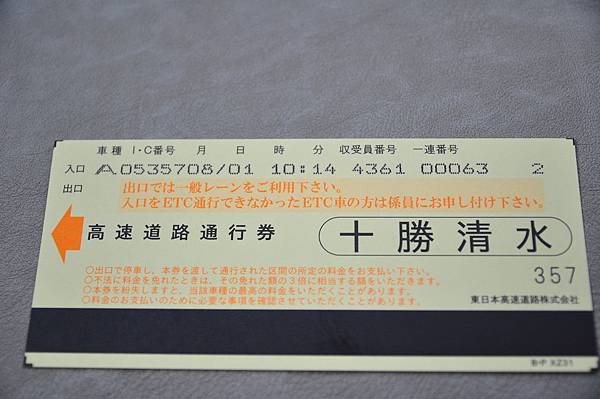 車種 I・C番号 月 日 時 分 収受員番号 一連番号
入口 A0535708/01 10:14 4361 00063 2
出口 出口では一般レーンをご利用下さい。
入口をETC通行できなかったETC車の方は係員にお申し付け下さい。
高速道路通行券 十勝清水
357
○出口で停車し、本券を渡して通行された区間の所定の料金をお支払い下さい。
○不法に料金を免れたときは、その免れた額の3倍に相当する額をいただきます。
○本券を紛失しますと、当該車種の最高の料金をいただくことがあります。
○料金のお支払いのために必要な事項を確認させていただくことがあります。
東日本高速道路株式会社